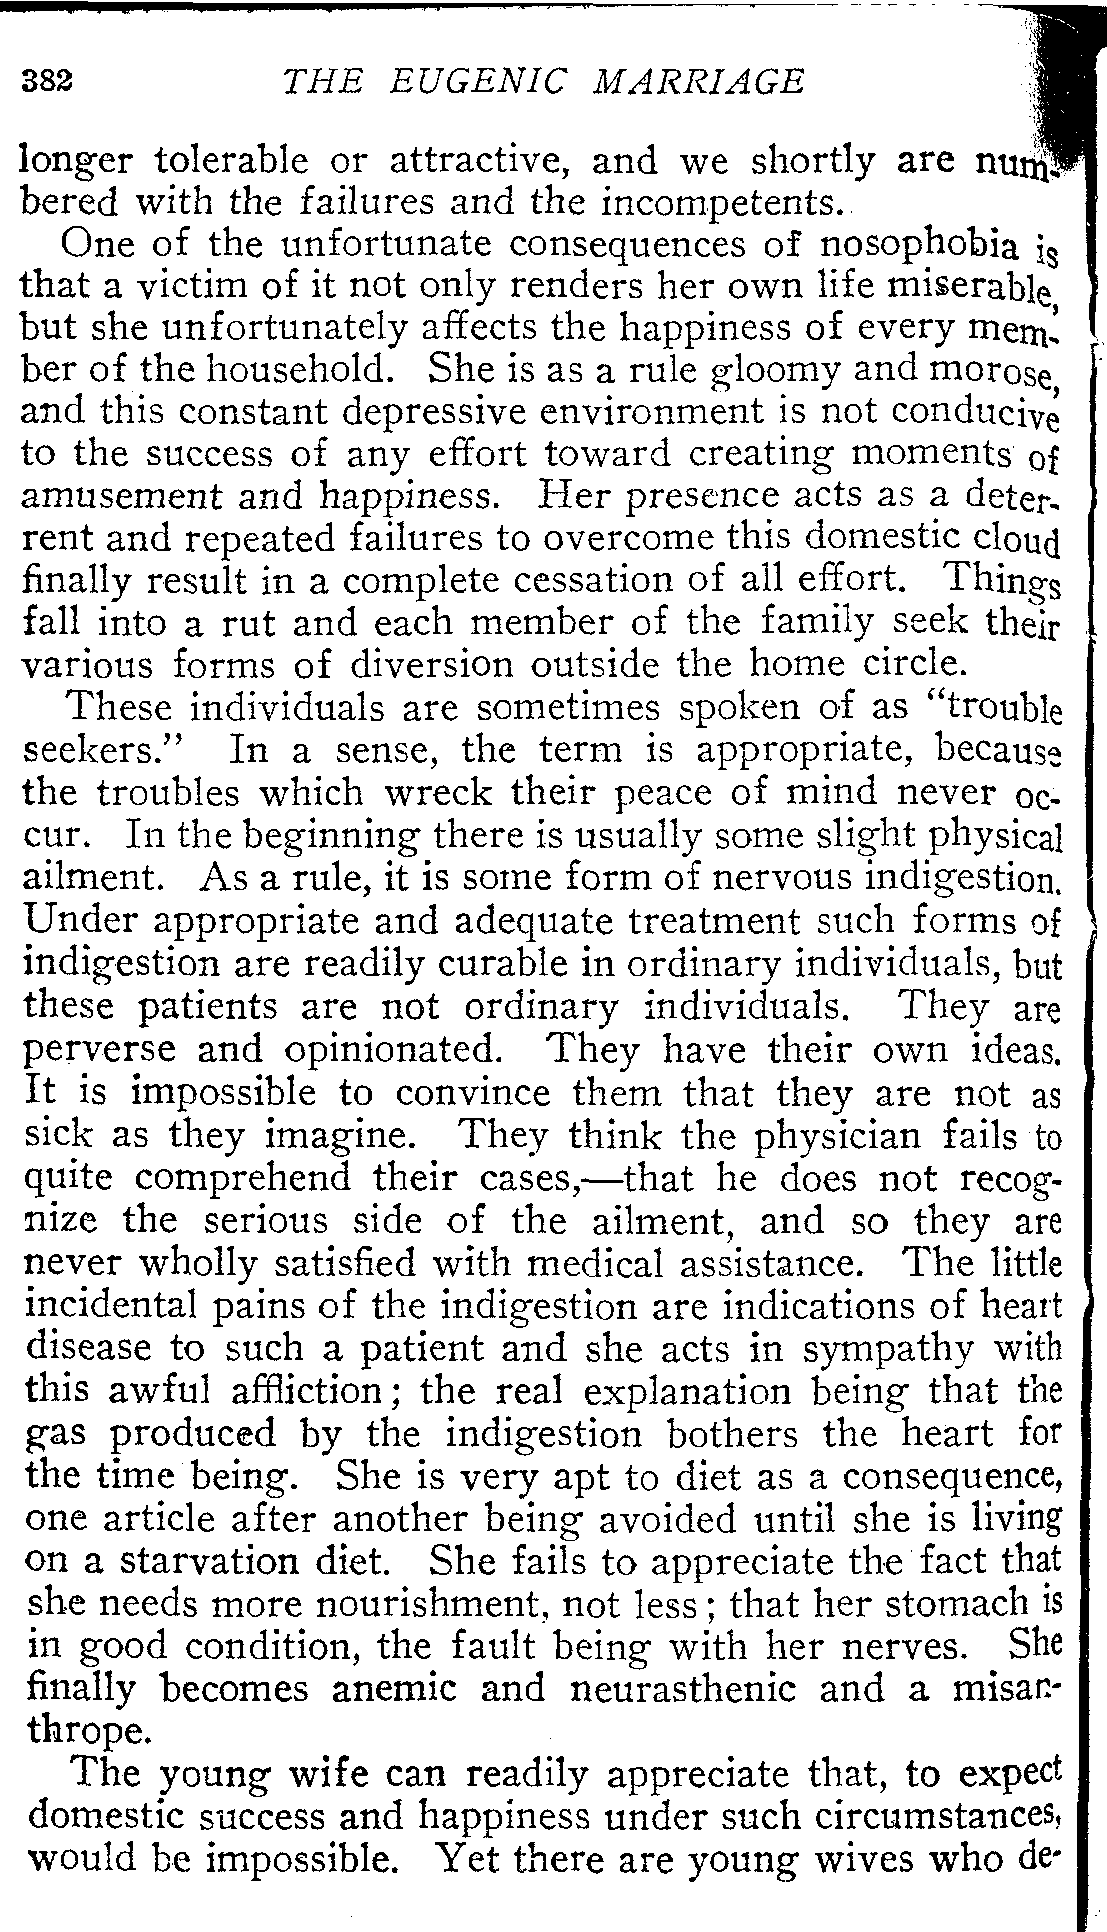 382 THE EUGENIC MARRIAGE
longer tolerable or attractive, and we shortly are num-
bered with the failures and the incompetents.
One of the unfortunate consequences of nosophobia is
that a victim of it not only renders her own life miserable,
but she unfortunately affects the happiness of every mem-
ber of the household. She is as a rule gloomy and morose,
and this constant depressive environment is not conducive
to the success of any effort toward creating moments of
amusement and happiness. Her presence acts as a deter-
rent and repeated failures to overcome this domestic cloud
finally result in a complete cessation of all effort. Things
fall into a rut and each member of the family seek their
various forms of diversion outside the home circle.
These individuals are sometimes spoken of as "trouble
seekers." In a sense, the term is appropriate, because
the troubles which wreck their peace of mind never oc-
cur. In the beginning there is usually some slight physical
ailment. As a rule, it is some form of nervous indigestion.
Under appropriate and adequate treatment such forms of
indigestion are readily curable in ordinary individuals, but
these patients are not ordinary individuals. They are
perverse and opinionated. They have their own ideas.
It is impossible to convince them that they are not as
sick as they imagine. They think the physician fails to
quite comprehend their cases,—that he does not recog-
nize the serious side of the ailment, and so they are
never wholly satisfied with medical assistance. The little
incidental pains of the indigestion are indications of heart
disease to such a patient and she acts in sympathy with
this awful affliction; the real explanation being that the
gas produced by the indigestion bothers the heart for
the time being. She is very apt to diet as a consequence,
one article after another being avoided until she is living
on a starvation diet. She fails to appreciate the fact that
she needs more nourishment, not less; that her stomach is
in good condition, the fault being with her nerves. She
finally becomes anemic and neurasthenic and a misan-
thrope.
The young wife can readily appreciate that, to expect
domestic success and happiness under such circumstances,
would be impossible. Yet there are young wives who de-